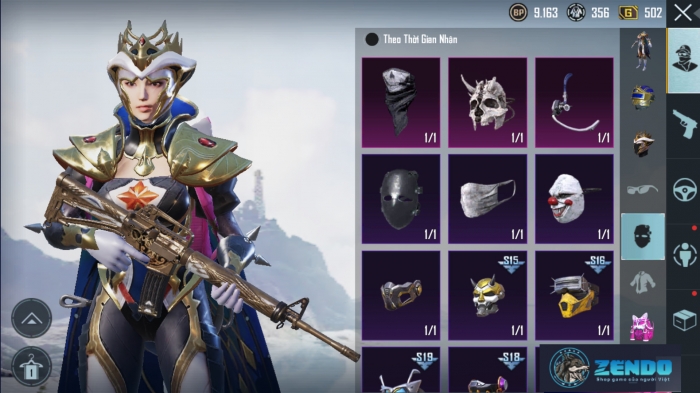 BP 9.163 356 G 502
Theo Thời Gian Nhận
1/1 1/1 1/1
1/1 1/1 1/1
S15 S16
1/1 1/1 1/1
S19 S18
ZENDO
Shop game của người Việt